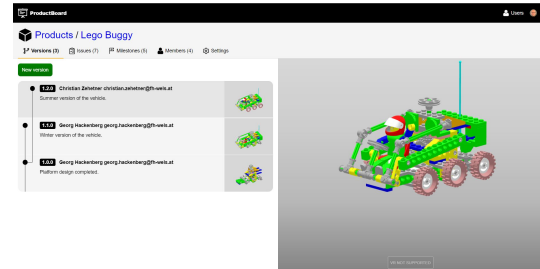 ProductBoard
Users
Products / Lego Buggy
Versions (3) Issues (7) Milestones (5) Members (4) Settings
New version
1.2.0 Christian Zehetner christian.zehetner@fh-wels.at
Summer version of the vehicle.
1.1.0 Georg Hackenberg georg.hackenberg@fh-wels.at
Winter version of the vehicle.
1.0.0 Georg Hackenberg georg.hackenberg@fh-wels.at
Platform design completed.
VR NOT SUPPORTED